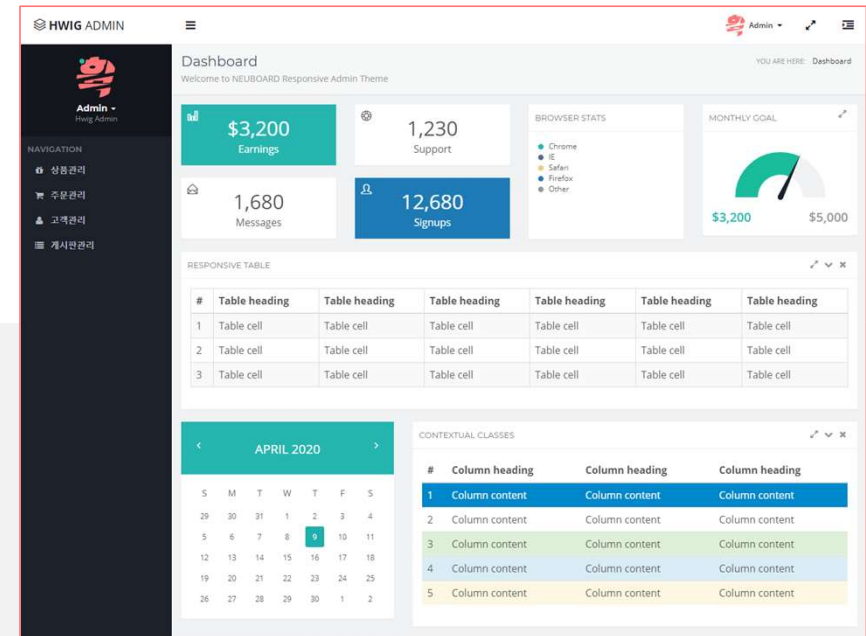 HWIG ADMIN
Admin
Admin
Hwig Admin
NAVIGATION
상품관리
주문관리
고객관리
게시판관리
Dashboard
Welcome to NEUBOARD Responsive Admin Theme
YOU ARE HERE: Dashboard
$3,200
Earnings
1,230
Support
1,680
Messages
12,680
Signups
BROWSER STATS
Chrome
IE
Safari
Firefox
Other
MONTHLY GOAL
$3,200 $5,000
RESPONSIVE TABLE
# Table heading Table heading Table heading Table heading Table heading Table heading
1 Table cell Table cell Table cell Table cell Table cell Table cell
2 Table cell Table cell Table cell Table cell Table cell Table cell
3 Table cell Table cell Table cell Table cell Table cell Table cell
APRIL 2020
S M T W T F S
29 30 31 1 2 3 4
5 6 7 8 9 10 11
12 13 14 15 16 17 18
19 20 21 22 23 24 25
26 27 28 29 30 1 2
CONTEXTUAL CLASSES
# Column heading Column heading Column heading
1 Column content Column content Column content
2 Column content Column content Column content
3 Column content Column content Column content
4 Column content Column content Column content
5 Column content Column content Column content